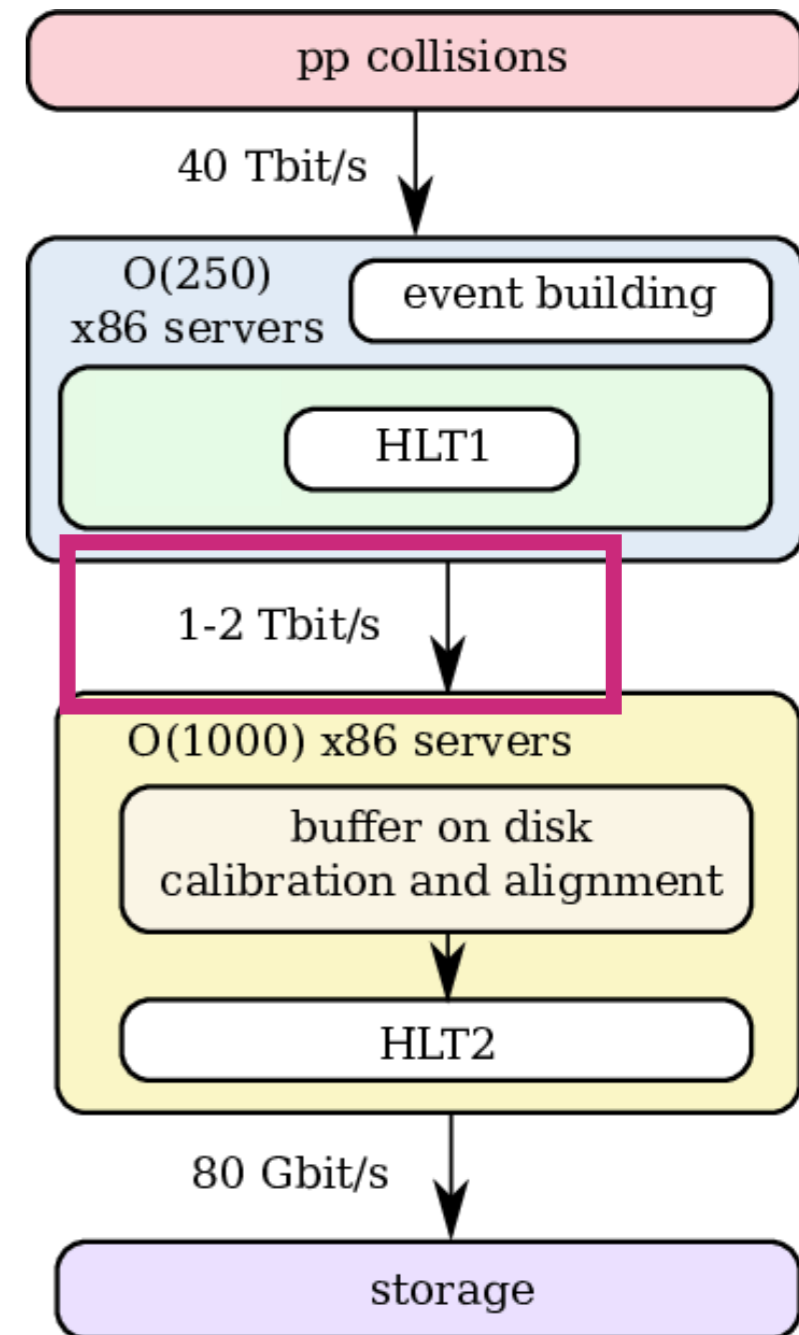 pp collisions
40 Tbit/s
O(250)
x86 servers
event building
HLT1
1-2 Tbit/s
O(1000) x86 servers
buffer on disk
calibration and alignment
HLT2
80 Gbit/s
storage